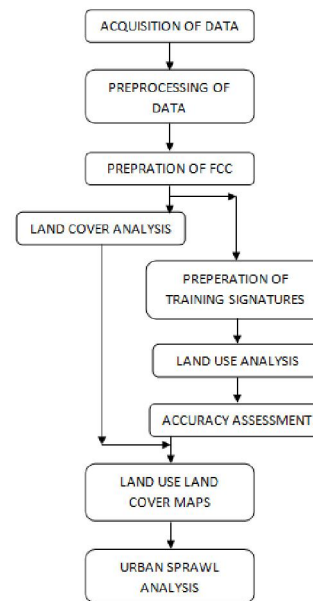 ACQUISITION OF DATA
PREPROCESSING OF
DATA
PREPRATION OF FCC
LAND COVER ANALYSIS
PREPERATION OF
TRAINING SIGNATURES
LAND USE ANALYSIS
ACCURACY ASSESSMENT
LAND USE LAND
COVER MAPS
URBAN SPRAWL
ANALYSIS